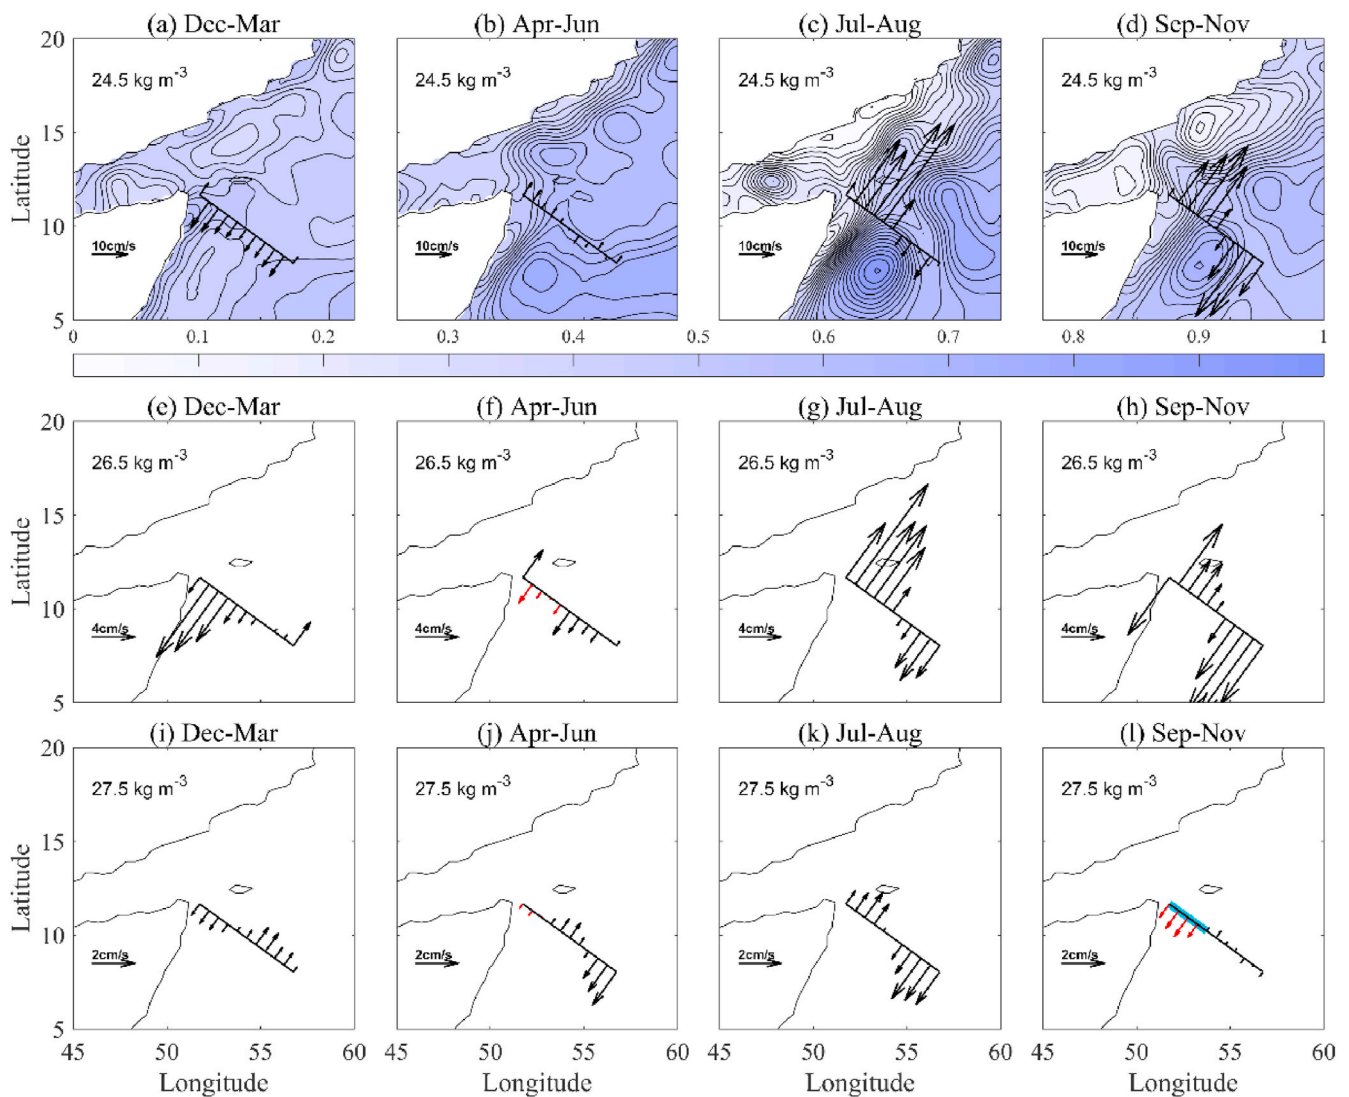 (a) Dec-Mar (b) Apr-Jun (c) Jul-Aug (d) Sep-Nov
20
24.5 kg m-3 24.5 kg m-3 24.5 kg m-3 24.5 kg m-3
15
Latitude
10
10cm/s 10cm/s 10cm/s 10cm/s
5
0 0.1 0.2 0.3 0.4 0.5 0.6 0.7 0.8 0.9 1
(e) Dec-Mar (f) Apr-Jun (g) Jul-Aug (h) Sep-Nov
20
26.5 kg m-3 26.5 kg m-3 26.5 kg m-3 26.5 kg m-3
15
Latitude
10
4cm/s 4cm/s 4cm/s 4cm/s
5
(i) Dec-Mar (j) Apr-Jun (k) Jul-Aug (l) Sep-Nov
20
27.5 kg m-3 27.5 kg m-3 27.5 kg m-3 27.5 kg m-3
15
Latitude
10
2cm/s 2cm/s 2cm/s 2cm/s
5
45 50 55 60 50 55 60 50 55 60 50 55 60
Longitude Longitude Longitude Longitude